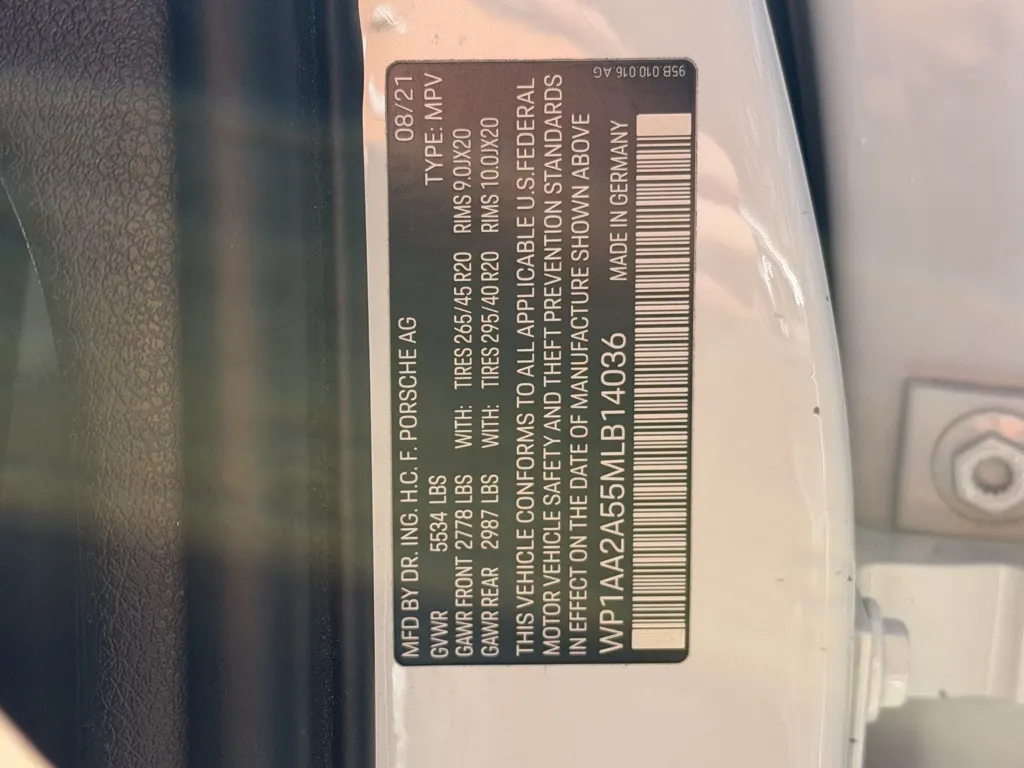 MFD BY DR. ING. H.C. F. PORSCHE AG 08/21
GVWR 5534 LBS TYPE: MPV
GAWR FRONT 2778 LBS WITH: TIRES 265/45 R20 RIMS 9.0JX20
GAWR REAR 2987 LBS WITH: TIRES 295/40 R20 RIMS 10.0JX20
THIS VEHICLE CONFORMS TO ALL APPLICABLE U.S.FEDERAL
MOTOR VEHICLE SAFETY AND THEFT PREVENTION STANDARDS
IN EFFECT ON THE DATE OF MANUFACTURE SHOWN ABOVE
WP1AA2A55MLB14036 MADE IN GERMANY
95B.010.016.AG